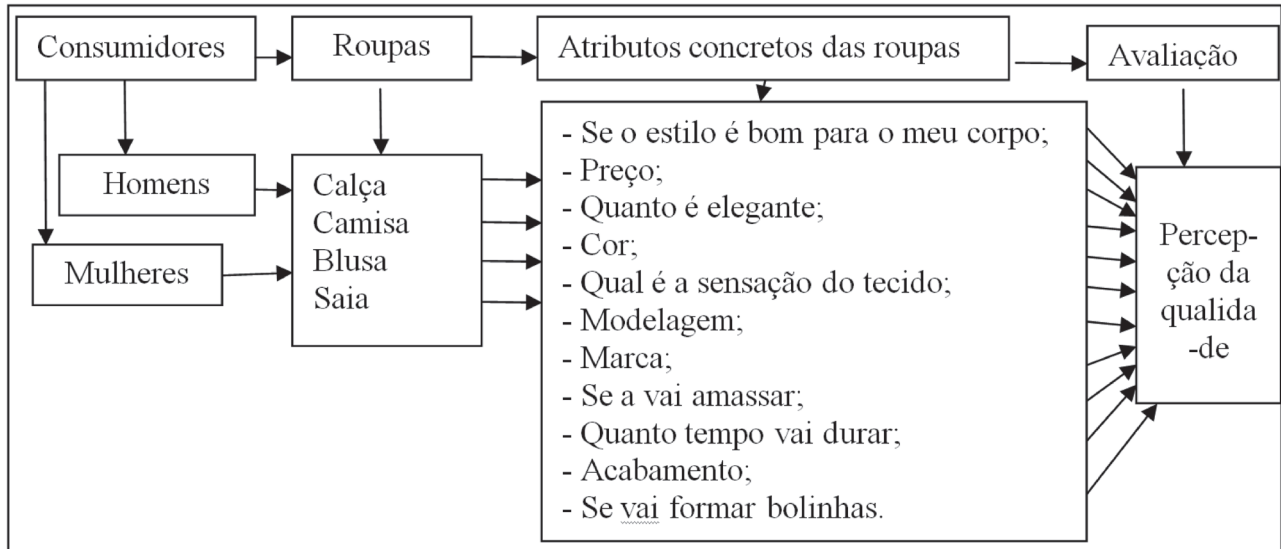 Consumidores
Roupas
Atributos concretos das roupas
Avaliação
Homens
Mulheres
Calça
Camisa
Blusa
Saia
- Se o estilo é bom para o meu corpo;
- Preço;
- Quanto é elegante;
- Cor;
- Qual é a sensação do tecido;
- Modelagem;
- Marca;
- Se a vai amassar;
- Quanto tempo vai durar;
- Acabamento;
- Se vai formar bolinhas.
Percep-
ção da
qualida
-de